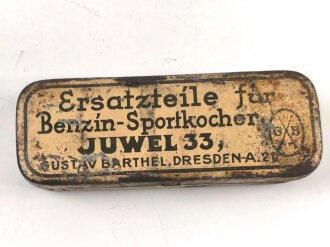 Ersatzteile für
Benzin-Sportkocher
JUWEL 33,
GUSTAV BARTHEL, DRESDEN-A. 21
G B